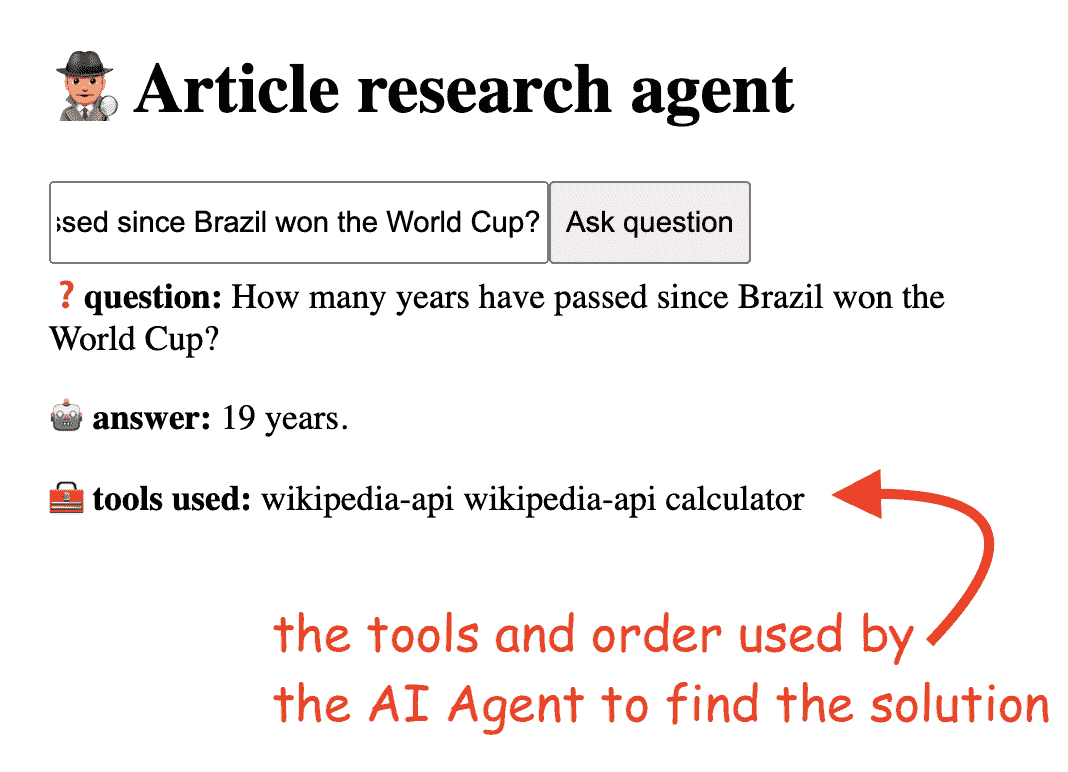 Article research agent
ssed since Brazil won the World Cup? Ask question
❓question: How many years have passed since Brazil won the
World Cup?
answer: 19 years.
tools used: wikipedia-api wikipedia-api calculator
the tools and order used by
the AI Agent to find the solution